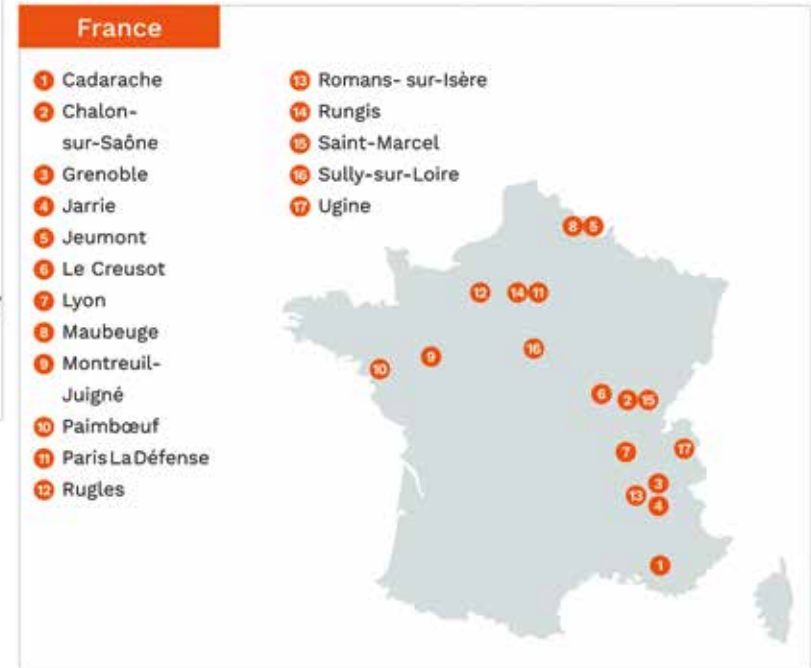 France
1 Cadarache
2 Chalon-
sur-Saône
3 Grenoble
4 Jarrie
5 Jeumont
6 Le Creusot
7 Lyon
8 Maubeuge
9 Montreuil-
Juigné
10 Paimbœuf
11 Paris La Défense
12 Rugles
13 Romans- sur-Isère
14 Rungis
15 Saint-Marcel
16 Sully-sur-Loire
17 Ugine
8 5
12 14 11
16
9
10
6 2 15
7 17
3
13
4
1